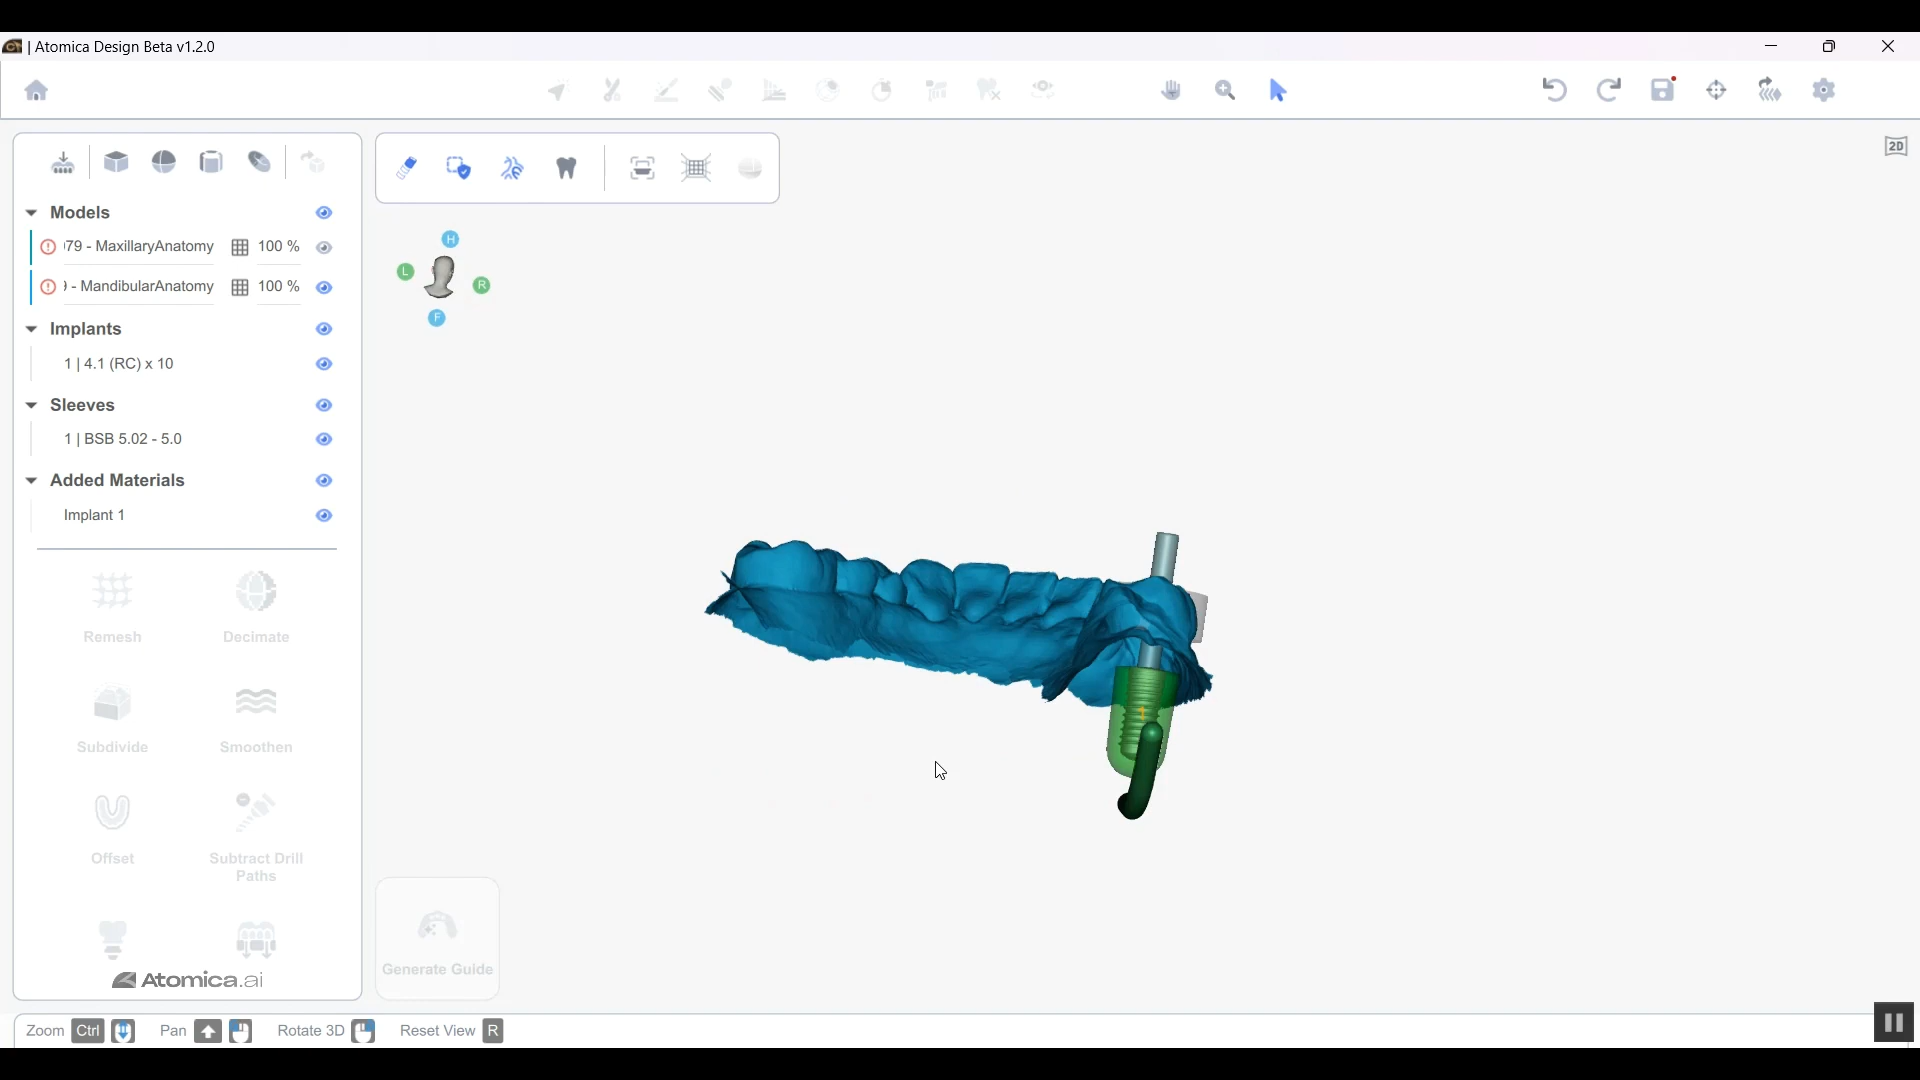 | Atomica Design Beta v1.2.0
2D
Models
79 - MaxillaryAnatomy 100 %
- MandibularAnatomy 100 %
Implants
1 | 4.1 (RC) x 10
Sleeves
1 | BSB 5.02 - 5.0
Added Materials
Implant 1
H
L
R
F
Remesh
Decimate
Subdivide
Smoothen
Offset
Subtract Drill
Paths
Atomica.ai
Generate Guide
Zoom Ctrl Pan Rotate 3D Reset View R